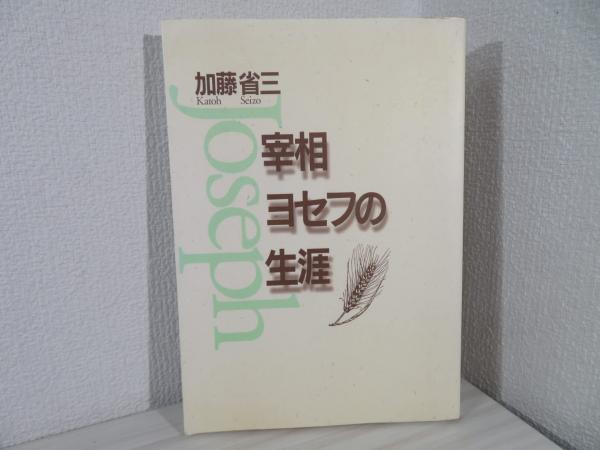 加藤省三
Katoh Seizo
Joseph
宰相
ヨセフの
生涯